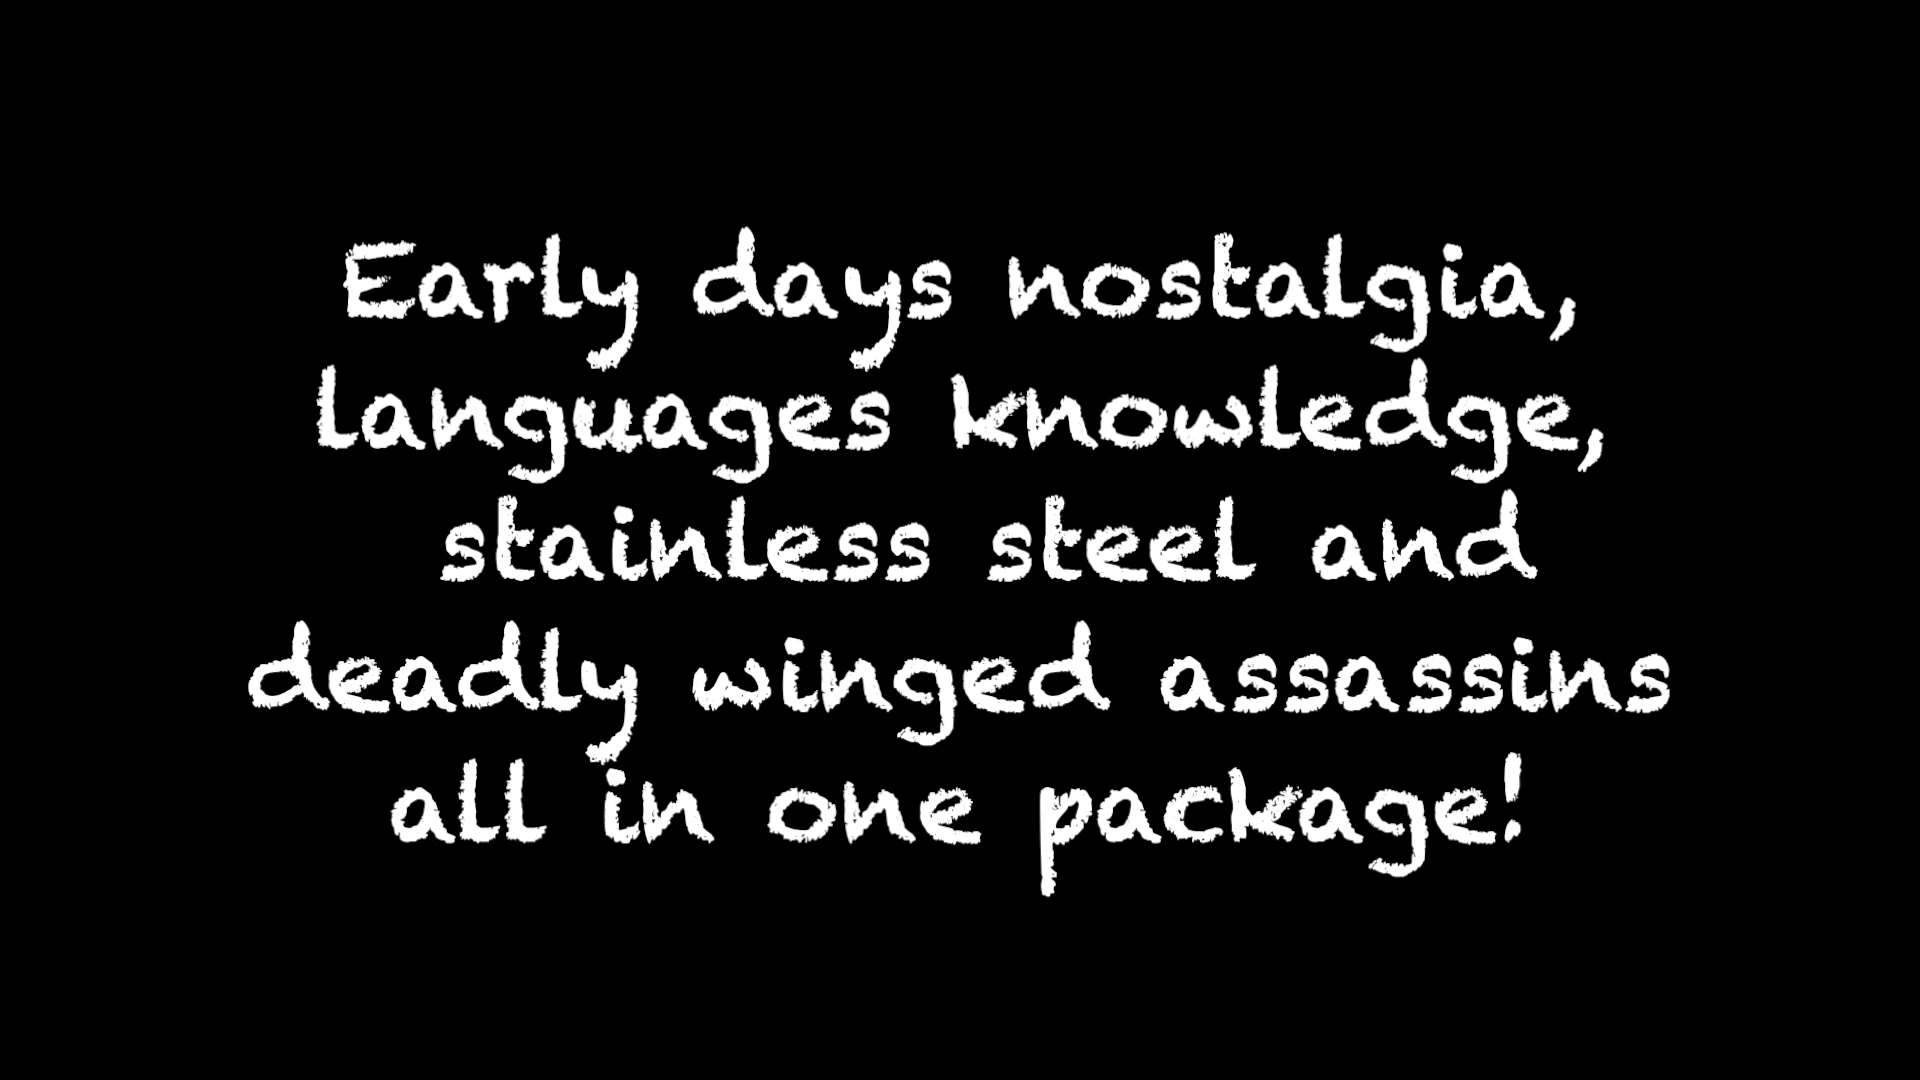 Early days nostalgia,
languages knowledge,
stainless steel and
deadly winged assassins
all in one package!